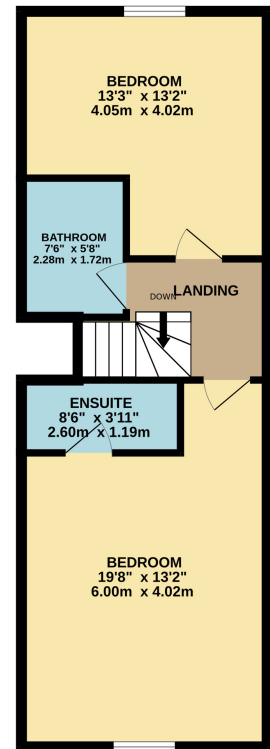 BEDROOM
13'3" x 13'2"
4.05m x 4.02m
BATHROOM
7'6" x 5'8"
2.28m x 1.72m
DOWN
LANDING
ENSUITE
8'6" x 3'11"
2.60m x 1.19m
BEDROOM
19'8" x 13'2"
6.00m x 4.02m